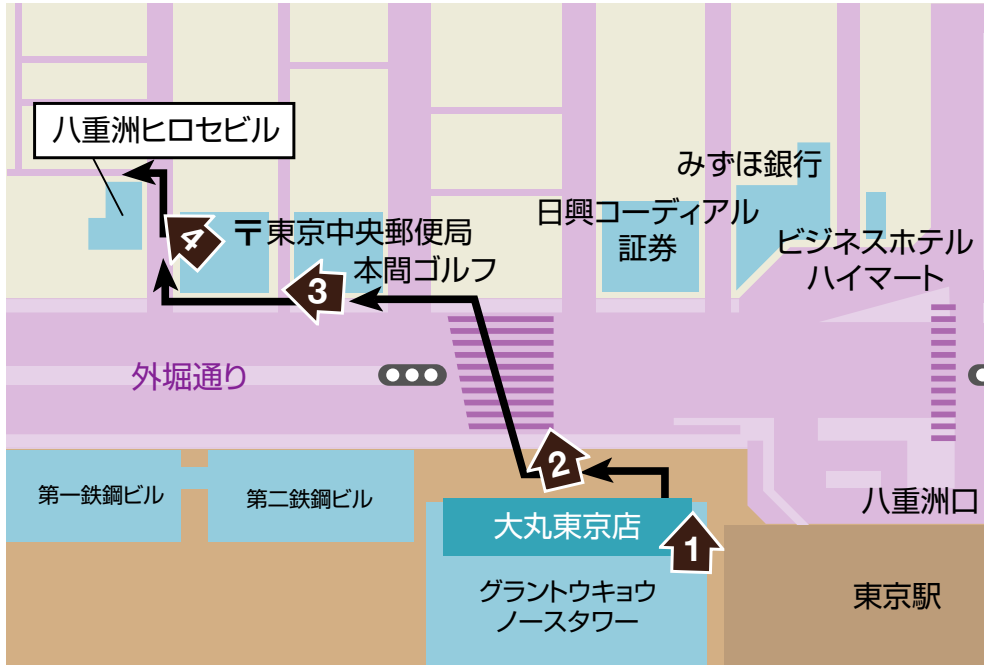 八重洲ヒロセビル
みずほ銀行
日興コーディアル
証券
〒東京中央郵便局
本間ゴルフ
ビジネスホテル
ハイマート
4
3
外堀通り
2
第一鉄鋼ビル
第二鉄鋼ビル
大丸東京店
1
八重洲口
グラントウキョウ
ノースタワー
東京駅